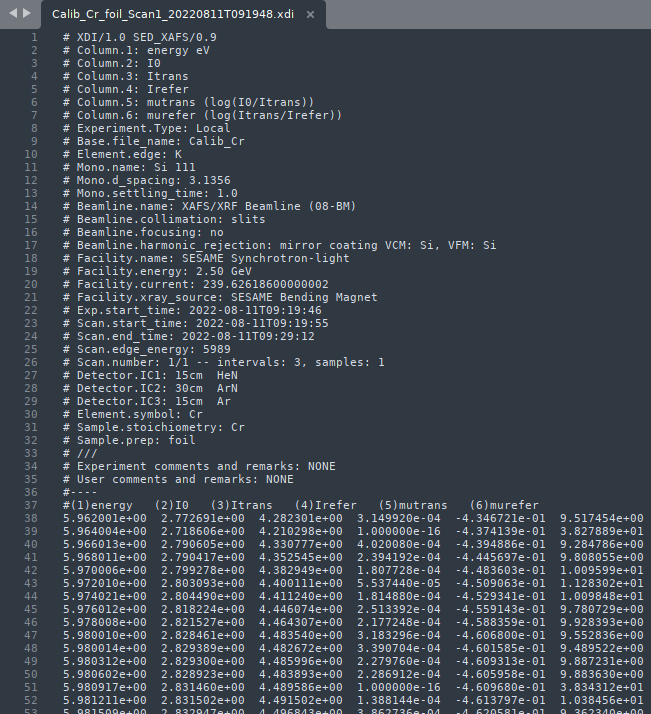 Calib_Cr_foil_Scan1_20220811T091948.xdi ×
1 # XDI/1.0 SED_XAFS/0.9
2 # Column.1: energy eV
3 # Column.2: I0
4 # Column.3: Itrans
5 # Column.4: Irefer
6 # Column.5: mutrans (log(I0/Itrans))
7 # Column.6: murefer (log(Itrans/Irefer))
8 # Experiment.Type: Local
9 # Base.file_name: Calib_Cr
10 # Element.edge: K
11 # Mono.name: Si 111
12 # Mono.d_spacing: 3.1356
13 # Mono.settling_time: 1.0
14 # Beamline.name: XAFS/XRF Beamline (08-BM)
15 # Beamline.collimation: slits
16 # Beamline.focusing: no
17 # Beamline.harmonic_rejection: mirror coating VCM: Si, VFM: Si
18 # Facility.name: SESAME Synchrotron-light
19 # Facility.energy: 2.50 GeV
20 # Facility.current: 239.62618600000002
21 # Facility.xray_source: SESAME Bending Magnet
22 # Exp.start_time: 2022-08-11T09:19:46
23 # Scan.start_time: 2022-08-11T09:19:55
24 # Scan.end_time: 2022-08-11T09:29:12
25 # Scan.edge_energy: 5989
26 # Scan.number: 1/1 -- intervals: 3, samples: 1
27 # Detector.IC1: 15cm  HeN
28 # Detector.IC2: 30cm  ArN
29 # Detector.IC3: 15cm  Ar
30 # Element.symbol: Cr
31 # Sample.stoichiometry: Cr
32 # Sample.prep: foil
33 # ///
34 # Experiment comments and remarks: NONE
35 # User comments and remarks: NONE
36 #----
37 #(1)energy   (2)I0   (3)Itrans   (4)Irefer   (5)mutrans   (6)murefer
38 5.962001e+00  2.772691e+00  4.282301e+00  3.149920e-04  -4.346721e-01  9.517454e+00
39 5.964004e+00  2.718606e+00  4.210298e+00  1.000000e-16  -4.374139e-01  3.827889e+01
40 5.966013e+00  2.790605e+00  4.330777e+00  4.020080e-04  -4.394886e-01  9.284786e+00
41 5.968011e+00  2.790417e+00  4.352545e+00  2.394192e-04  -4.445697e-01  9.808055e+00
42 5.970006e+00  2.799278e+00  4.382949e+00  1.807728e-04  -4.483603e-01  1.009599e+01
43 5.972010e+00  2.803093e+00  4.400111e+00  5.537440e-05  -4.509063e-01  1.128302e+01
44 5.974021e+00  2.804490e+00  4.411240e+00  1.814880e-04  -4.529341e-01  1.009848e+01
45 5.976012e+00  2.818224e+00  4.446074e+00  2.513392e-04  -4.559143e-01  9.780729e+00
46 5.978008e+00  2.821527e+00  4.464307e+00  2.177248e-04  -4.588359e-01  9.928393e+00
47 5.980010e+00  2.828461e+00  4.483540e+00  3.183296e-04  -4.606800e-01  9.552836e+00
48 5.980014e+00  2.829389e+00  4.482672e+00  3.390704e-04  -4.601585e-01  9.489522e+00
49 5.980312e+00  2.829300e+00  4.485996e+00  2.279760e-04  -4.609313e-01  9.887231e+00
50 5.980602e+00  2.828923e+00  4.483893e+00  2.286912e-04  -4.605958e-01  9.883630e+00
51 5.980917e+00  2.831460e+00  4.489586e+00  1.000000e-16  -4.609680e-01  3.834312e+01
52 5.981211e+00  2.831502e+00  4.491502e+00  1.388144e-04  -4.613797e-01  1.038456e+01
53 5.981509e+00  2.832947e+00  4.496843e+00  3.862736e-04  -4.620581e-01  9.362340e+00